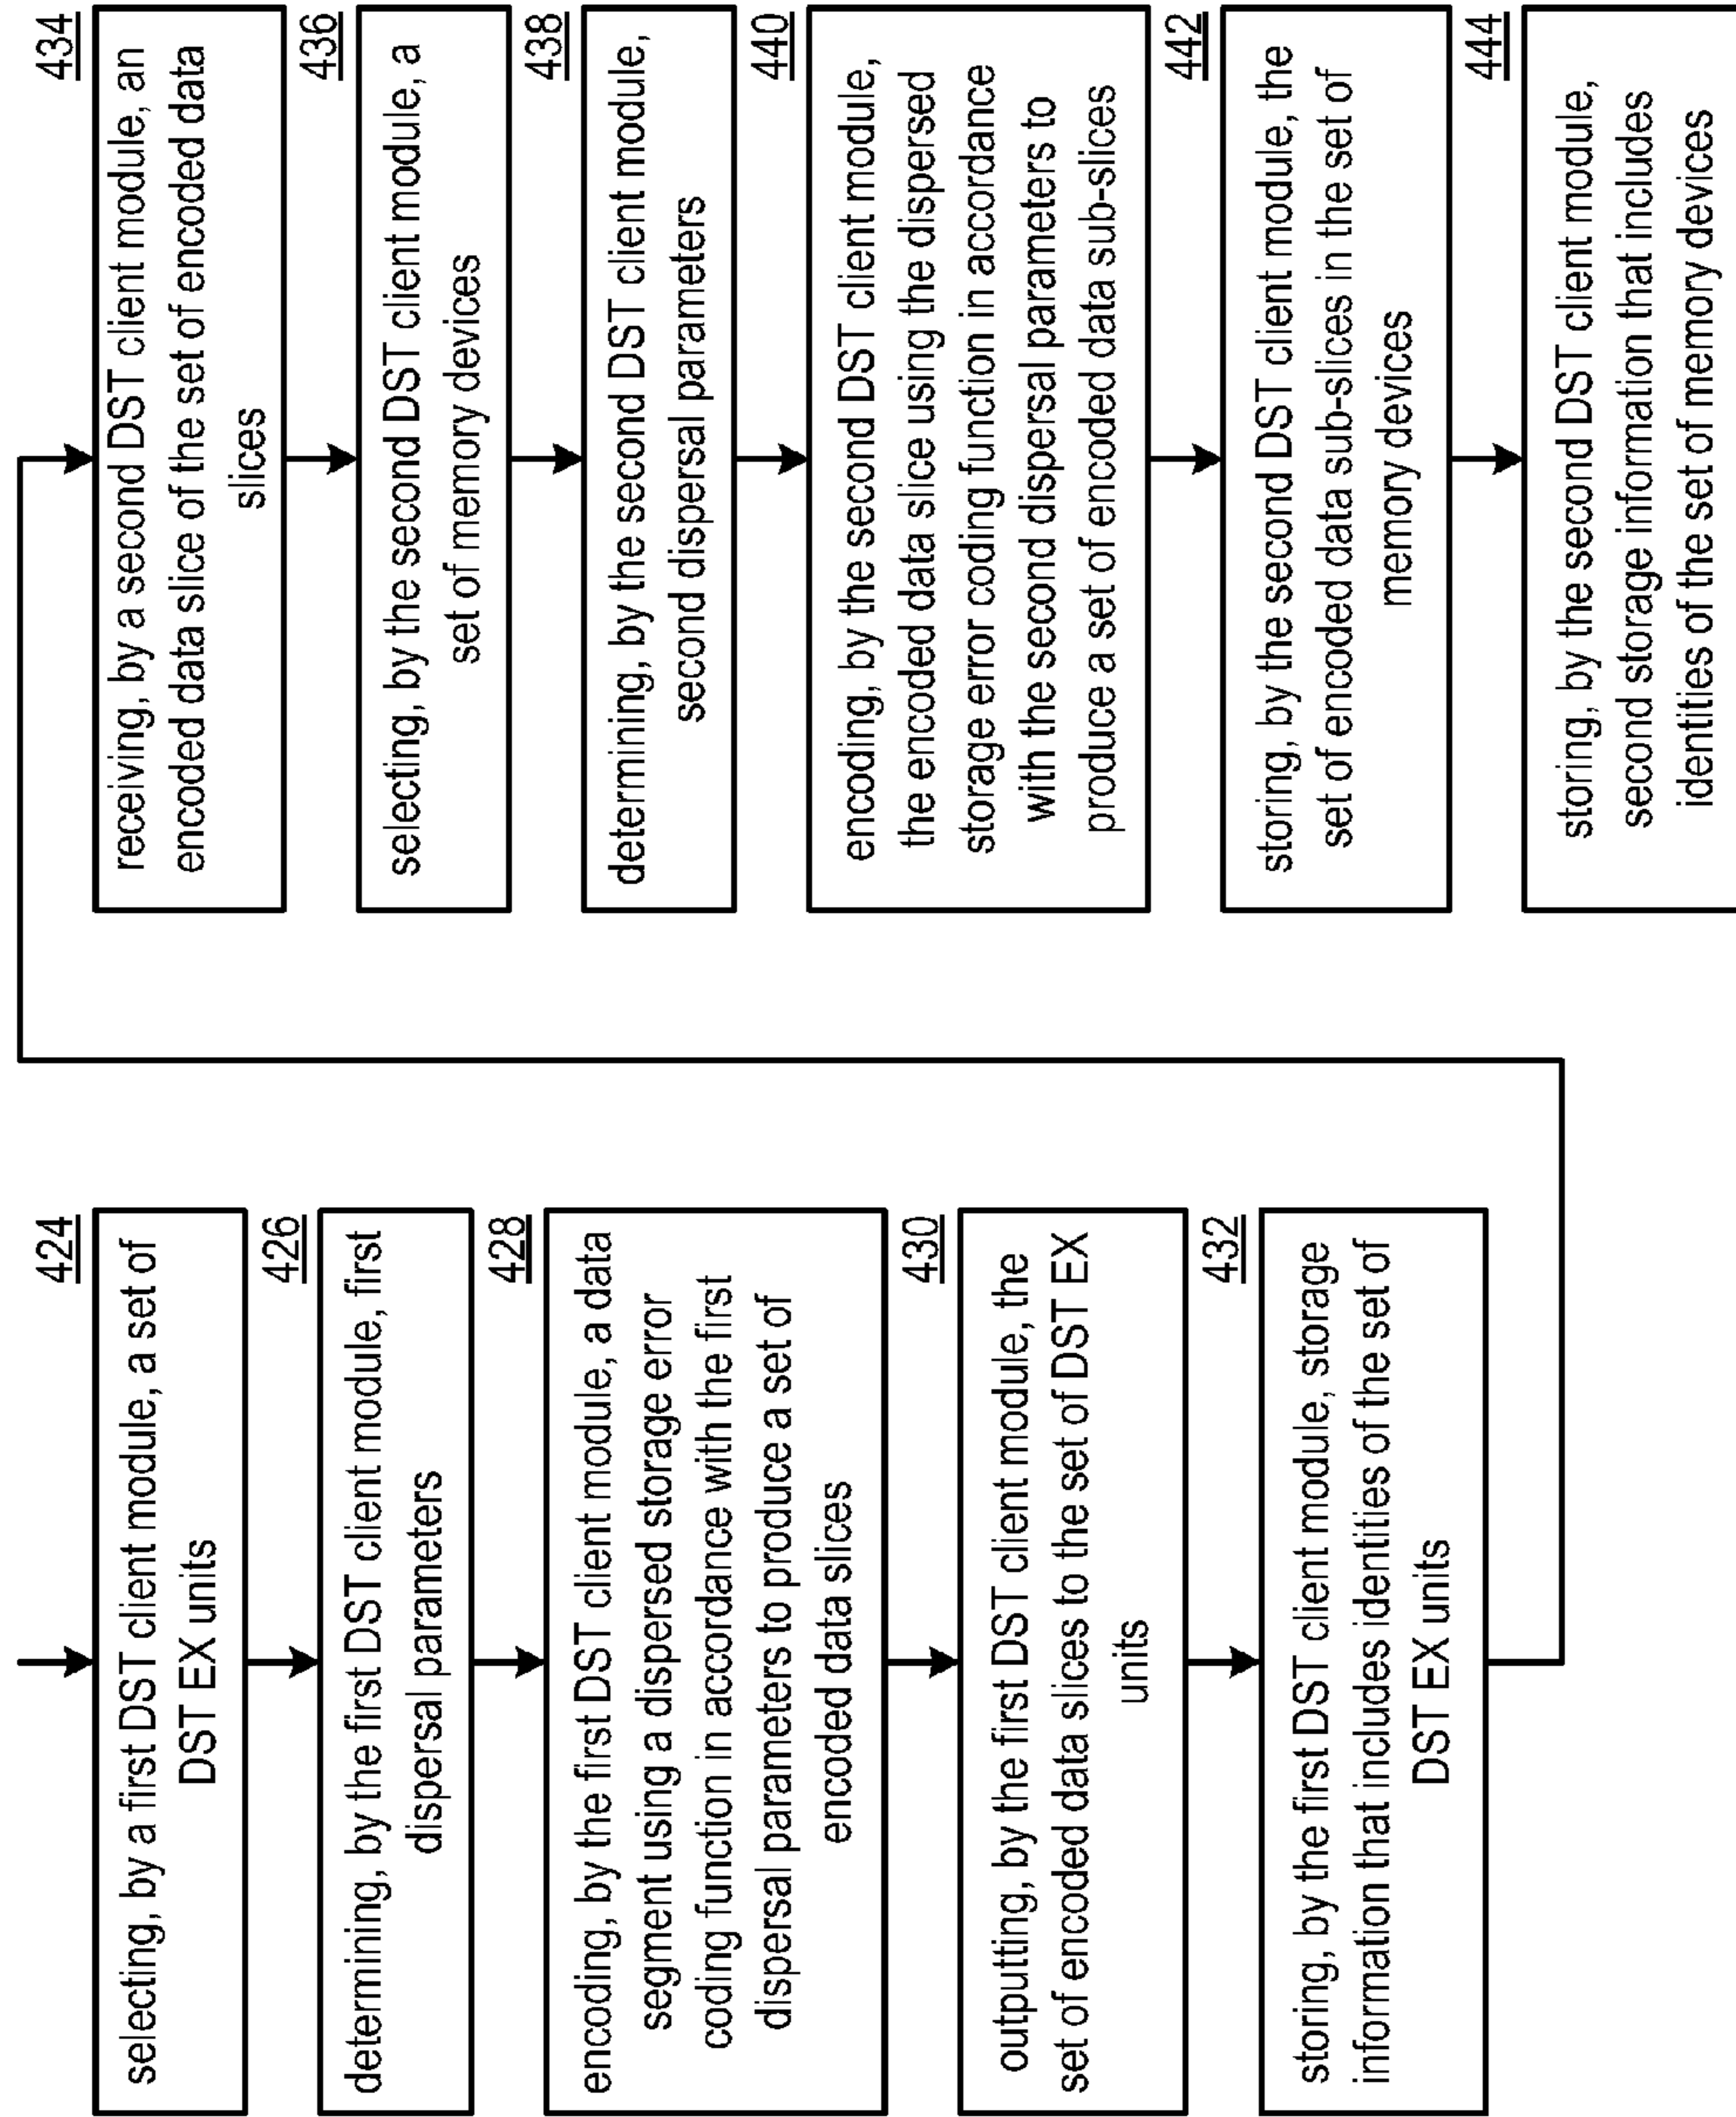 424
selecting, by a first DST client module, a set of
DST EX units
426
determining, by the first DST client module, first
dispersal parameters
428
encoding, by the first DST client module, a data
segment using a dispersed storage error
coding function in accordance with the first
dispersal parameters to produce a set of
encoded data slices
430
outputting, by the first DST client module, the
set of encoded data slices to the set of DST EX
units
432
storing, by the first DST client module, storage
information that includes identities of the set of
DST EX units
434
receiving, by a second DST client module, an
encoded data slice of the set of encoded data
slices
436
selecting, by the second DST client module, a
set of memory devices
438
determining, by the second DST client module,
second dispersal parameters
440
encoding, by the second DST client module,
the encoded data slice using the dispersed
storage error coding function in accordance
with the second dispersal parameters to
produce a set of encoded data sub-slices
442
storing, by the second DST client module, the
set of encoded data sub-slices in the set of
memory devices
444
storing, by the second DST client module,
second storage information that includes
identities of the set of memory devices